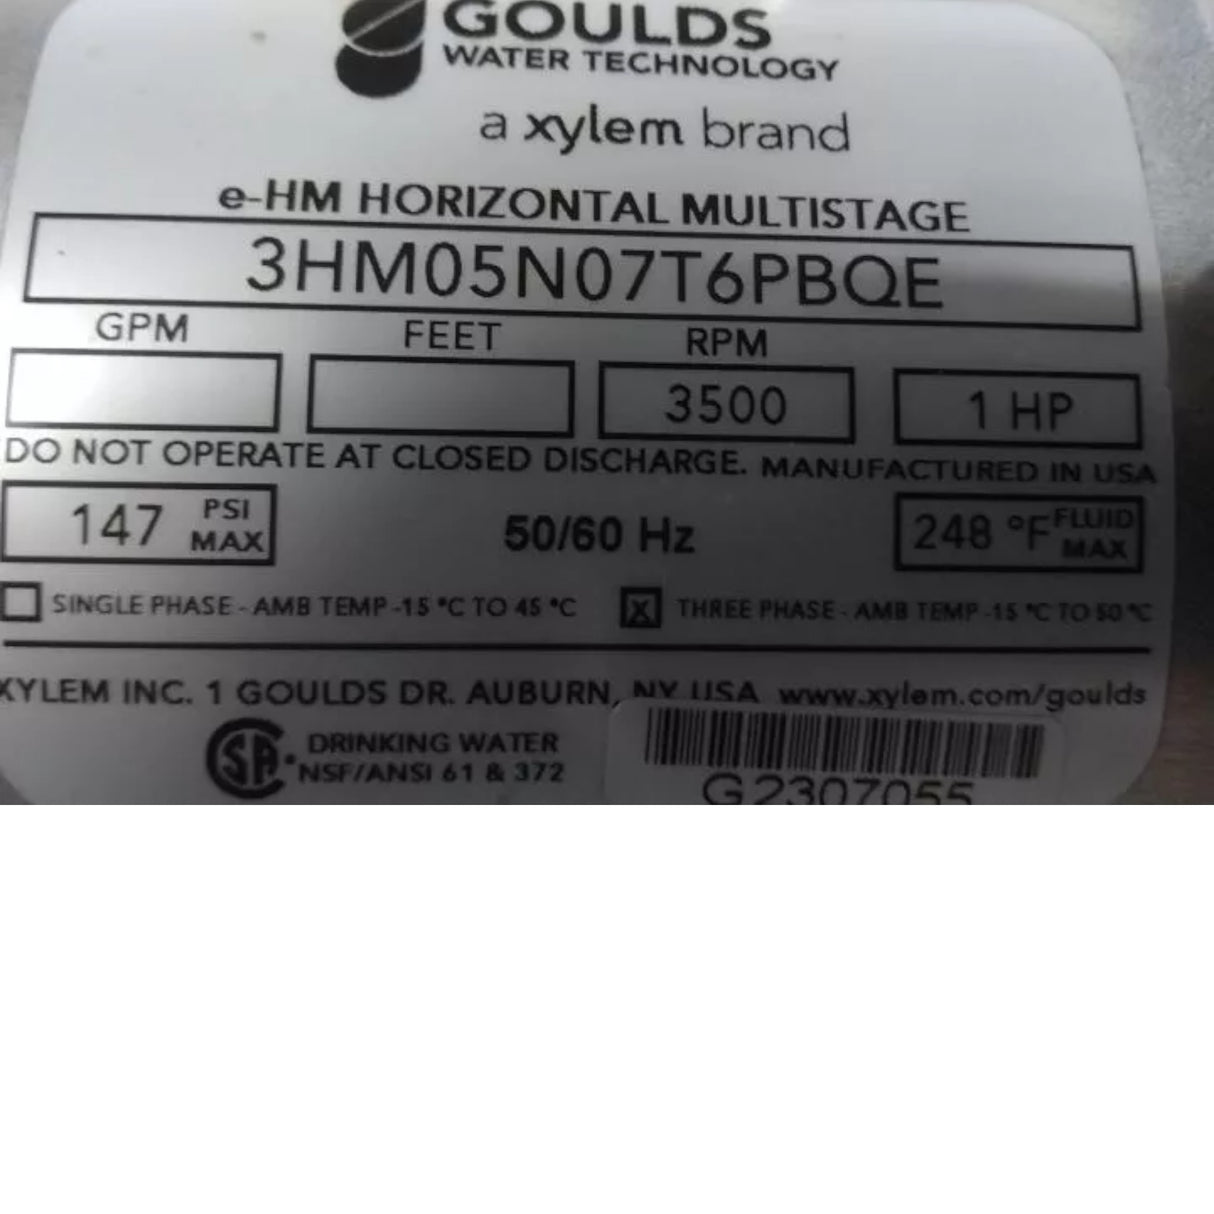 GOULDS
WATER TECHNOLOGY
a xylem brand
e-HM HORIZONTAL MULTISTAGE
3HM05N07T6PBQE
GPM FEET RPM
3500 1 HP
DO NOT OPERATE AT CLOSED DISCHARGE. MANUFACTURED IN USA
147 PSI MAX 50/60 Hz 248 °F FLUID MAX
SINGLE PHASE - AMB TEMP -15 °C TO 45 °C X THREE PHASE - AMB TEMP -15 °C TO 50 °C
XYLEM INC. 1 GOULDS DR. AUBURN, NY USA www.xylem.com/goulds
SA DRINKING WATER
NSF/ANSI 61 & 372
G2307055